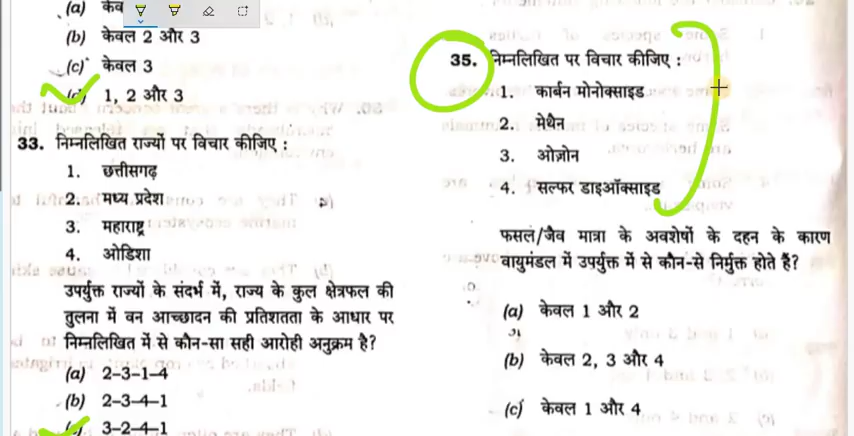 (a) केव
(b) केवल 2 और 3
(c) केवल 3
(d) 1, 2 और 3
33. निम्नलिखित राज्यों पर विचार कीजिए :
1. छत्तीसगढ़
2. मध्य प्रदेश
3. महाराष्ट्र
4. ओडिशा
उपर्युक्त राज्यों के संदर्भ में, राज्य के कुल क्षेत्रफल की
तुलना में वन आच्छादन की प्रतिशतता के आधार पर
निम्नलिखित में से कौन-सा सही आरोही अनुक्रम है?
(a) 2-3-1-4
(b) 2-3-4-1
3-2-4-1
35. निम्नलिखित पर विचार कीजिए :
1. कार्बन मोनोक्साइड
2. मेथैन
3. ओज़ोन
4. सल्फर डाइऑक्साइड
फसल/जैव मात्रा के अवशेषों के दहन के कारण
वायुमंडल में उपर्युक्त में से कौन-से निर्मुक्त होते हैं?
(a) केवल 1 और 2
(b) केवल 2, 3 और 4
(c) केवल 1 और 4